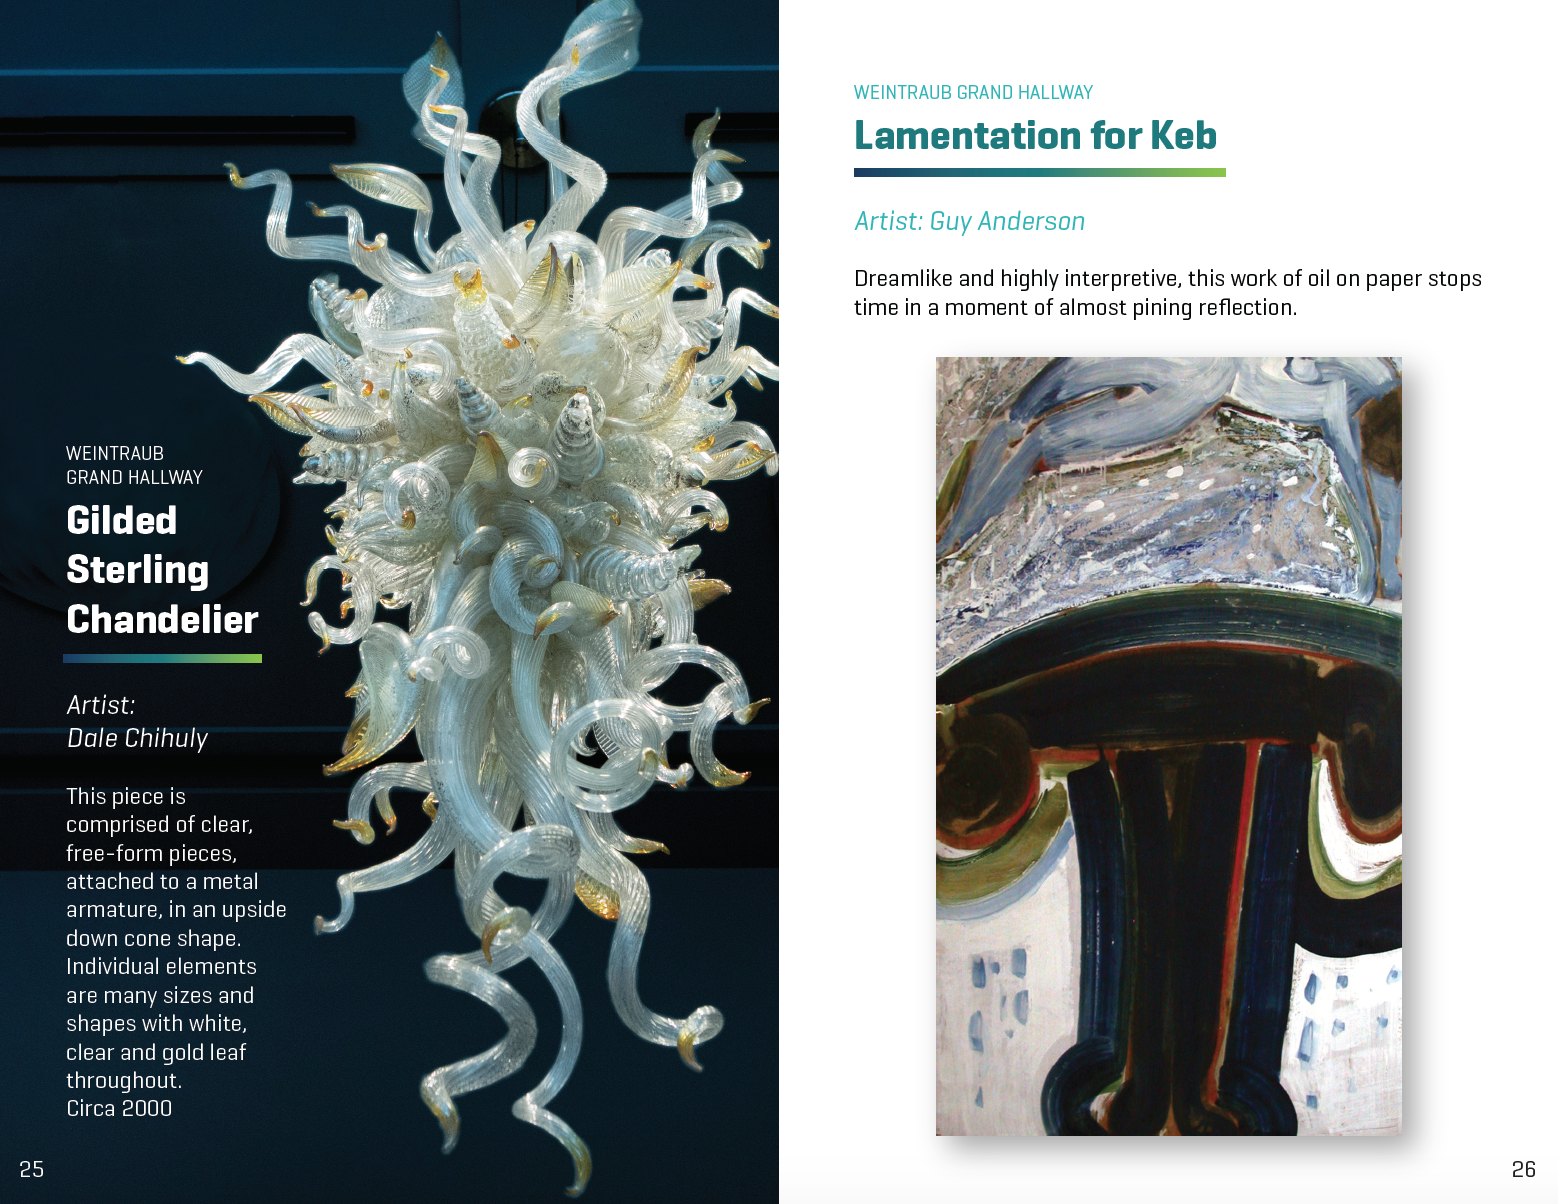 WEINTRAUB
GRAND HALLWAY
Gilded
Sterling
Chandelier
Artist:
Dale Chihuly
This piece is
comprised of clear,
free-form pieces,
attached to a metal
armature, in an upside
down cone shape.
Individual elements
are many sizes and
shapes with white,
clear and gold leaf
throughout.
Circa 2000
25
WEINTRAUB GRAND HALLWAY
Lamentation for Keb
Artist: Guy Anderson
Dreamlike and highly interpretive, this work of oil on paper stops
time in a moment of almost pining reflection.
26